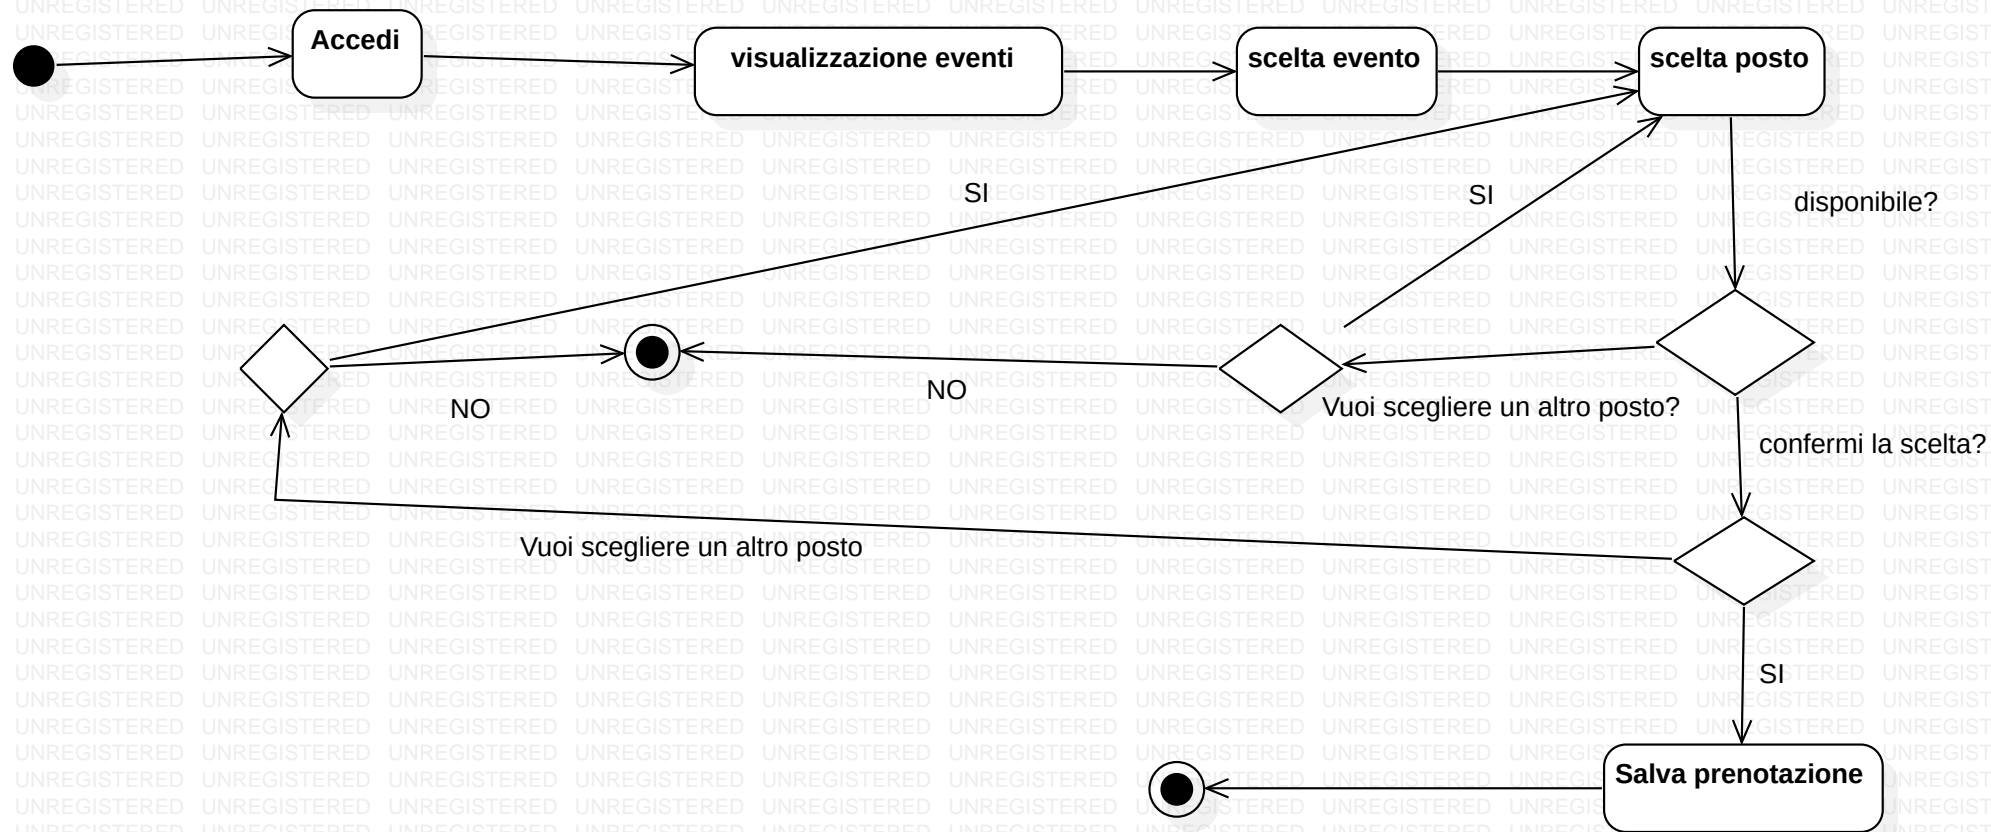 Accedi
visualizzazione eventi
scelta evento
scelta posto
SI
SI
disponibile?
NO
NO
Vuoi scegliere un altro posto?
confermi la scelta?
Vuoi scegliere un altro posto
SI
Salva prenotazione
UNREGISTERED